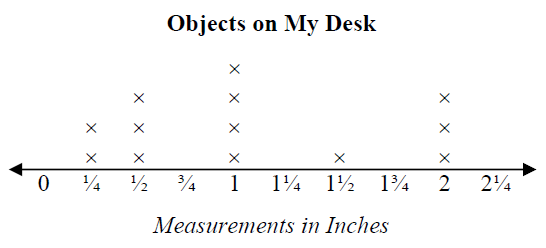 Objects on My Desk
0 ¼ ½ ¾ 1 1¼ 1½ 1¾ 2 2¼
Measurements in Inches